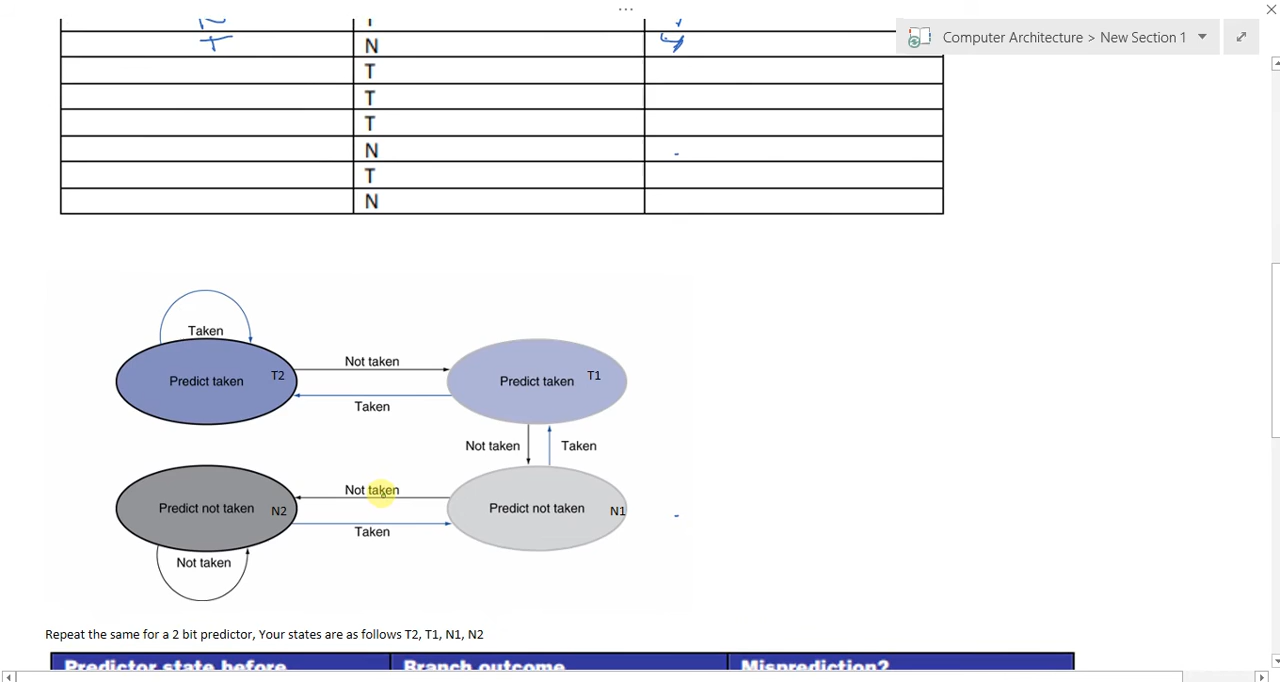 Computer Architecture > New Section 1
T N y
T
T
T
N
T
N
Taken
Predict taken T2
Not taken
Taken
Predict taken T1
Not taken Taken
Predict not taken N2
Not taken
Taken
Predict not taken N1
Not taken
Repeat the same for a 2 bit predictor, Your states are as follows T2, T1, N1, N2
Predictor state before Branch outcome Misprediction?